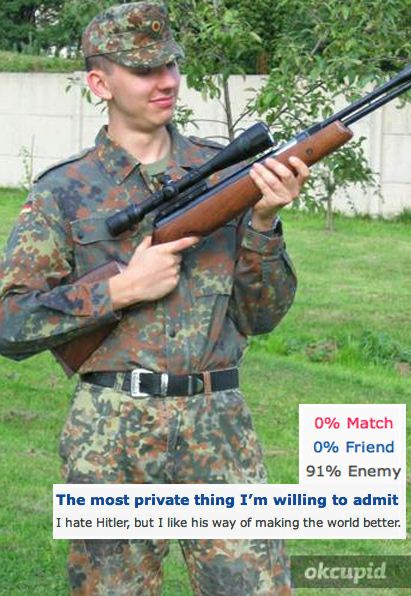 0% Match
0% Friend
91% Enemy
The most private thing I'm willing to admit
I hate Hitler, but I like his way of making the world better.
okcupid